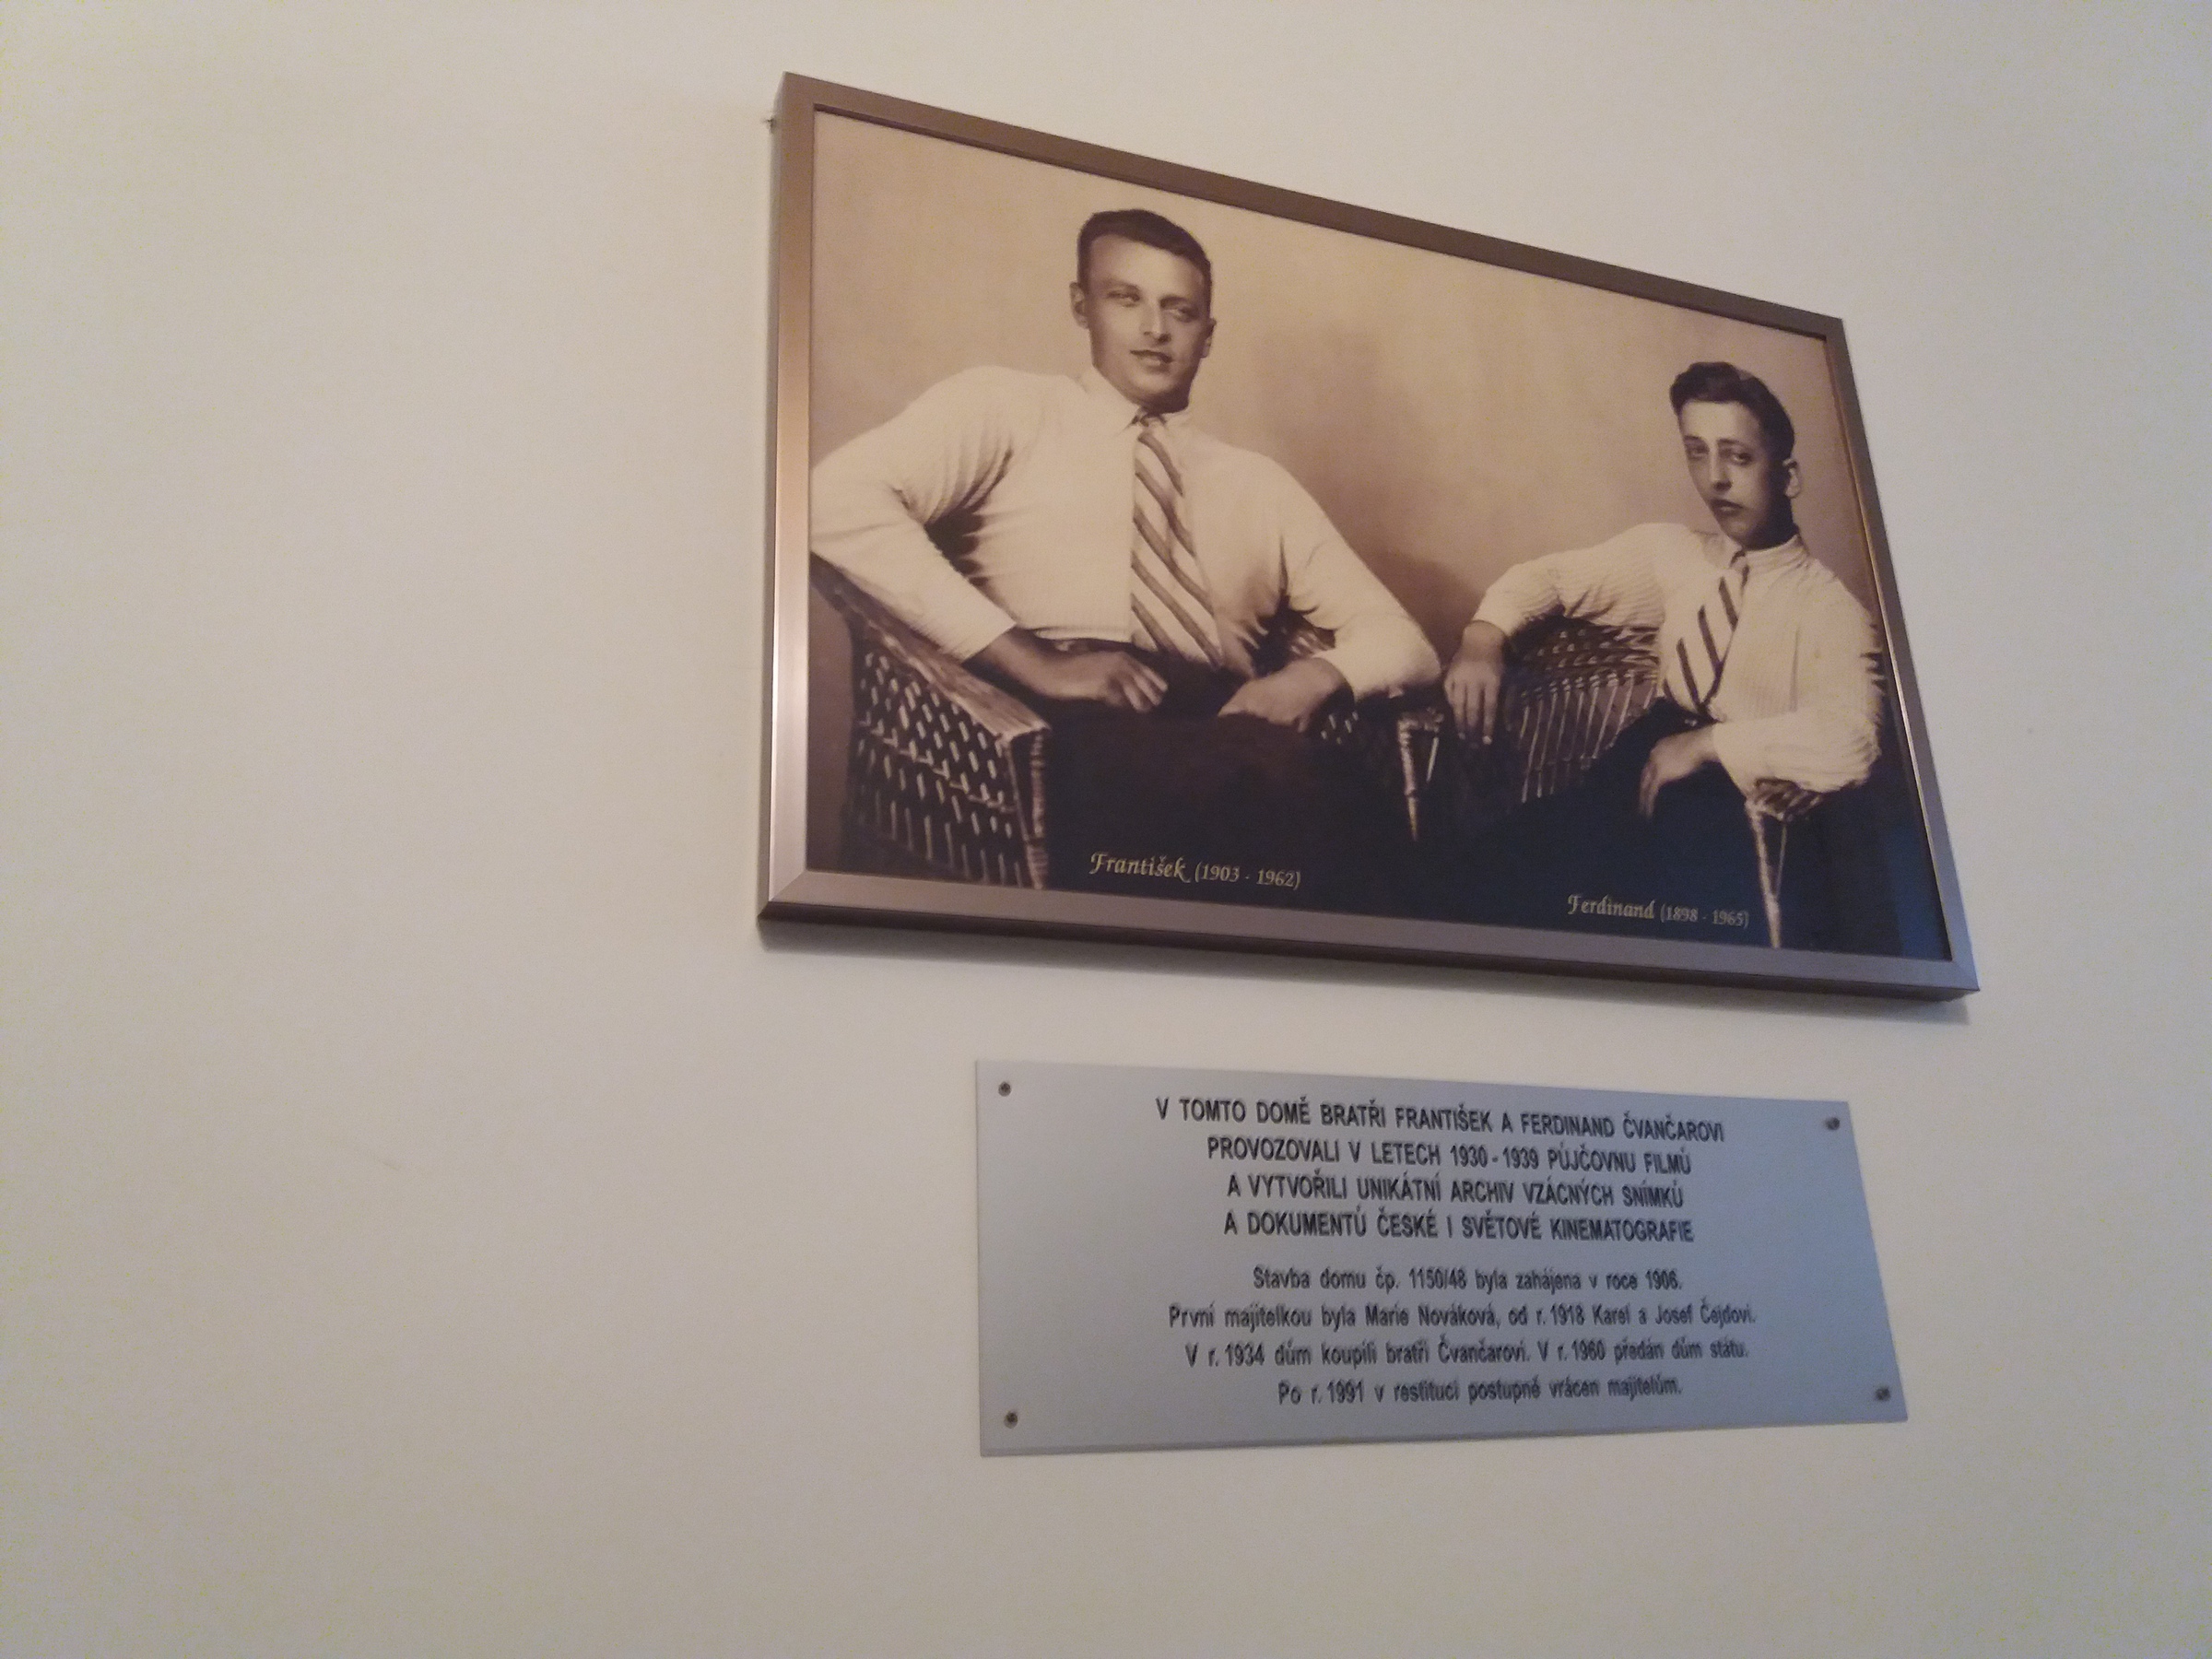 František (1903 - 1962)
Ferdinand (1898 - 1965)
V TOMTO DOMĚ BRATŘI FRANTIŠEK A FERDINAND ČVANČAROVI
PROVOZOVALI V LETECH 1930 - 1939 PŮJČOVNU FILMŮ
A VYTVOŘILI UNIKÁTNÍ ARCHIV VZÁCNÝCH SNÍMKŮ
A DOKUMENTŮ ČESKÉ I SVĚTOVÉ KINEMATOGRAFIE
Stavba domu čp. 1150/48 byla zahájena v roce 1906.
První majitelkou byla Marie Nováková, od r. 1918 Karel a Josef Čejdovi.
V r. 1934 dům koupili bratři Čvančarovi. V r. 1960 předán dům státu.
Po r. 1991 v restituci postupně vrácen majitelům.